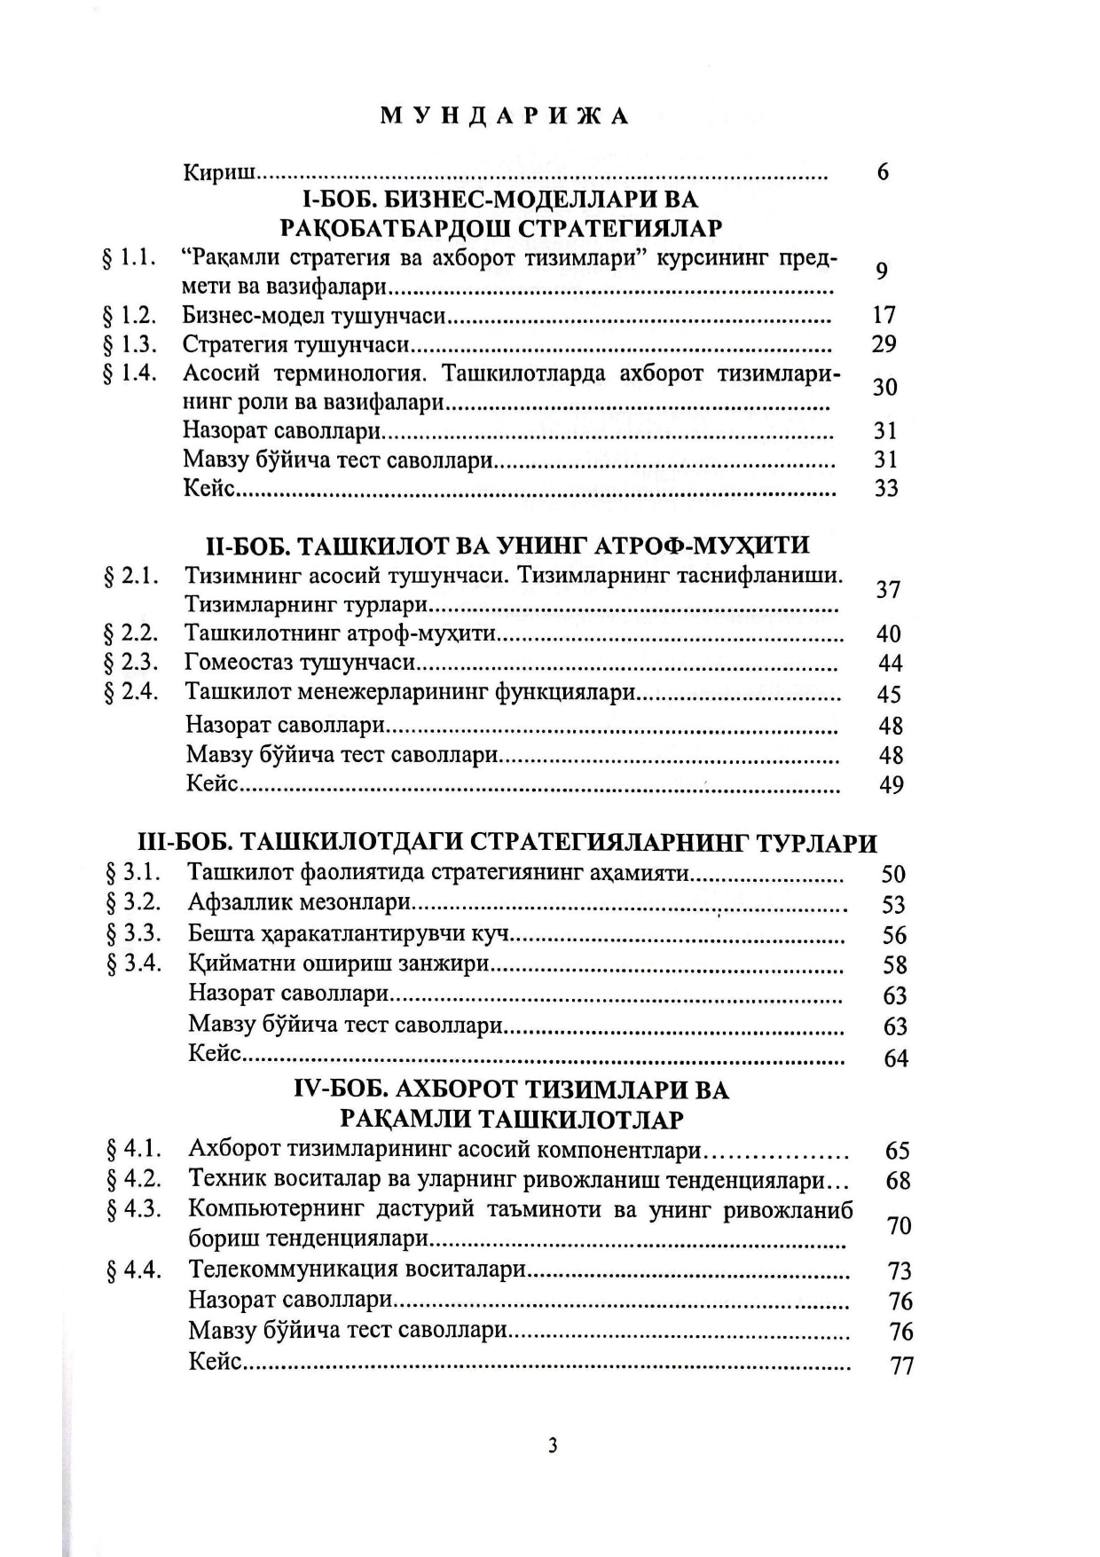 МУНДАРИЖА
Кириш........ 6
I-БОБ. БИЗНЕС-МОДЕЛЛАРИ ВА
РАҚОБАТБАРДОШ СТРАТЕГИЯЛАР
§ 1.1. “Рақамли стратегия ва ахборот тизимлари” курсининг пред-
мети ва вазифалари........ 9
§ 1.2. Бизнес-модел тушунчаси........ 17
§ 1.3. Стратегия тушунчаси........ 29
§ 1.4. Асосий терминология. Ташкилотларда ахборот тизимлари-
нинг роли ва вазифалари........ 30
Назорат саволлари........ 31
Мавзу бўйича тест саволлари........ 31
Кейс........ 33
II-БОБ. ТАШКИЛОТ ВА УНИНГ АТРОФ-МУҲИТИ
§ 2.1. Тизимнинг асосий тушунчаси. Тизимларнинг таснифланиши.
Тизимларнинг турлари........ 37
§ 2.2. Ташкилотнинг атроф-муҳити........ 40
§ 2.3. Гомеостаз тушунчаси........ 44
§ 2.4. Ташкилот менежерларининг функциялари........ 45
Назорат саволлари........ 48
Мавзу бўйича тест саволлари........ 48
Кейс........ 49
III-БОБ. ТАШКИЛОТДАГИ СТРАТЕГИЯЛАРНИНГ ТУРЛАРИ
§ 3.1. Ташкилот фаолиятида стратегиянинг аҳамияти........ 50
§ 3.2. Афзаллик мезонлари........ 53
§ 3.3. Бешта ҳаракатлантирувчи куч........ 56
§ 3.4. Қийматни ошириш занжири........ 58
Назорат саволлари........ 63
Мавзу бўйича тест саволлари........ 63
Кейс........ 64
IV-БОБ. АХБОРОТ ТИЗИМЛАРИ ВА
РАҚАМЛИ ТАШКИЛОТЛАР
§ 4.1. Ахборот тизимларининг асосий компонентлари........ 65
§ 4.2. Техник воситалар ва уларнинг ривожланиш тенденциялари... 68
§ 4.3. Компьютернинг дастурий таъминоти ва унинг ривожланиб
бориш тенденциялари........ 70
§ 4.4. Телекоммуникация воситалари........ 73
Назорат саволлари........ 76
Мавзу бўйича тест саволлари........ 76
Кейс........ 77
3